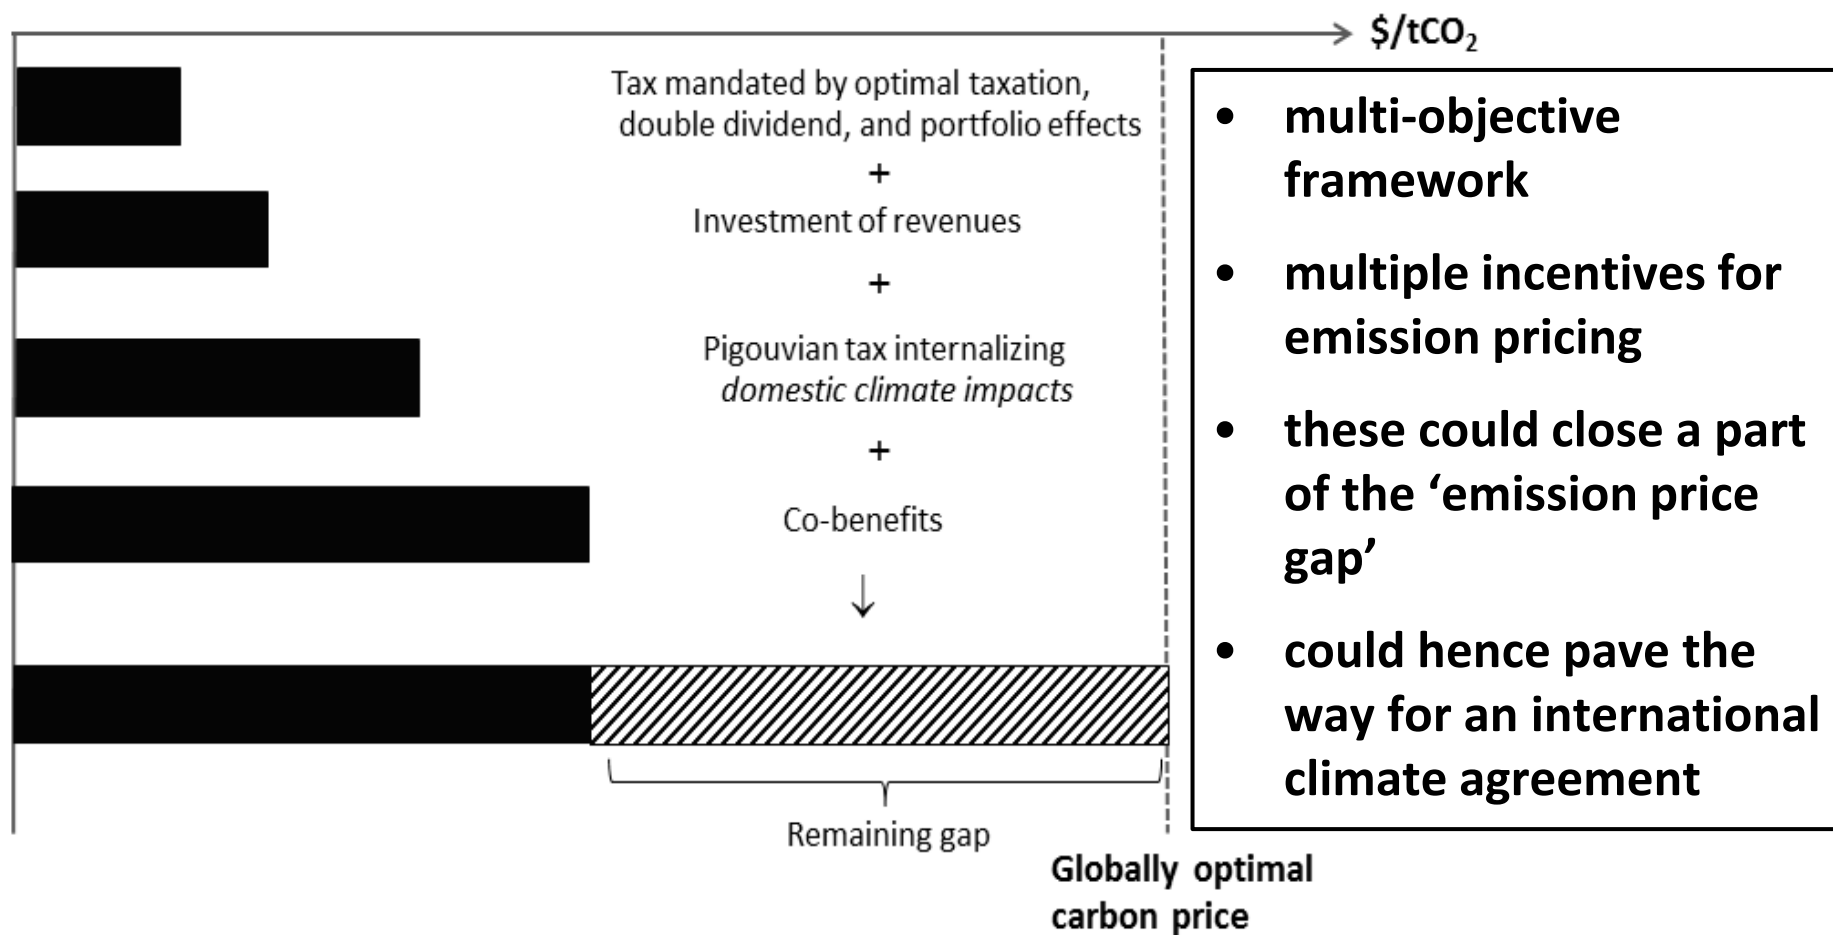 $/tCO₂
Tax mandated by optimal taxation,
double dividend, and portfolio effects
+
Investment of revenues
+
Pigouvian tax internalizing
domestic climate impacts
+
Co-benefits
↓
Remaining gap
Globally optimal
carbon price
• multi-objective
framework
• multiple incentives for
emission pricing
• these could close a part
of the ‘emission price
gap’
• could hence pave the
way for an international
climate agreement